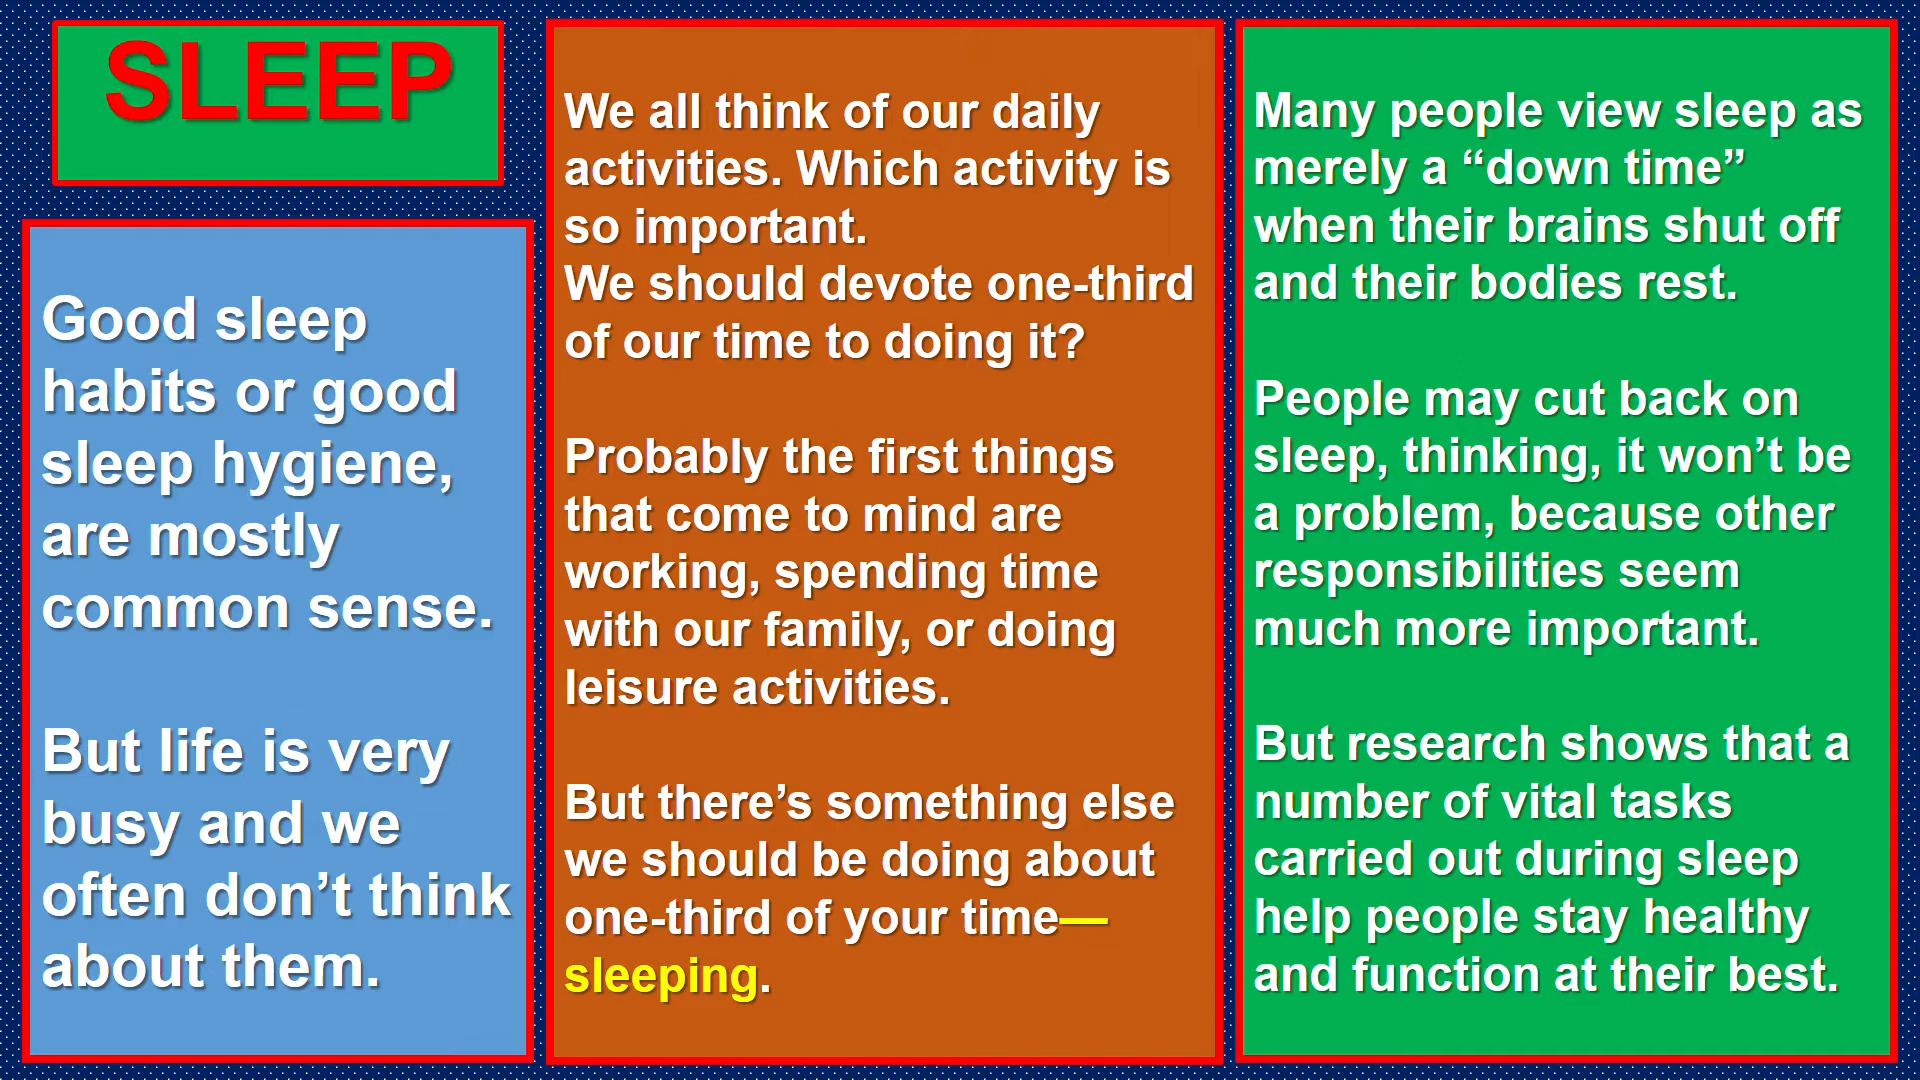 SLEEP
Good sleep
habits or good
sleep hygiene,
are mostly
common sense.
But life is very
busy and we
often don’t think
about them.
We all think of our daily
activities. Which activity is
so important.
We should devote one-third
of our time to doing it?
Probably the first things
that come to mind are
working, spending time
with our family, or doing
leisure activities.
But there’s something else
we should be doing about
one-third of your time—
sleeping.
Many people view sleep as
merely a “down time”
when their brains shut off
and their bodies rest.
People may cut back on
sleep, thinking, it won’t be
a problem, because other
responsibilities seem
much more important.
But research shows that a
number of vital tasks
carried out during sleep
help people stay healthy
and function at their best.